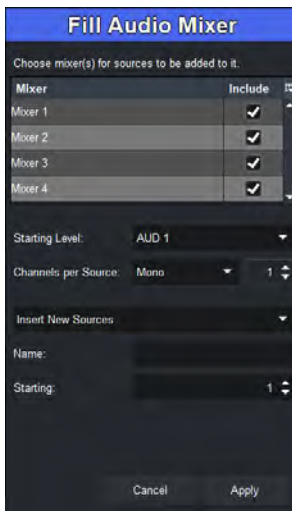 Fill Audio Mixer
Choose mixer(s) for sources to be added to it.
Mixer Include
Mixer 1
Mixer 2
Mixer 3
Mixer 4
Starting Level: AUD 1
Channels per Source: Mono 1
Insert New Sources
Name:
Starting: 1
Cancel Apply